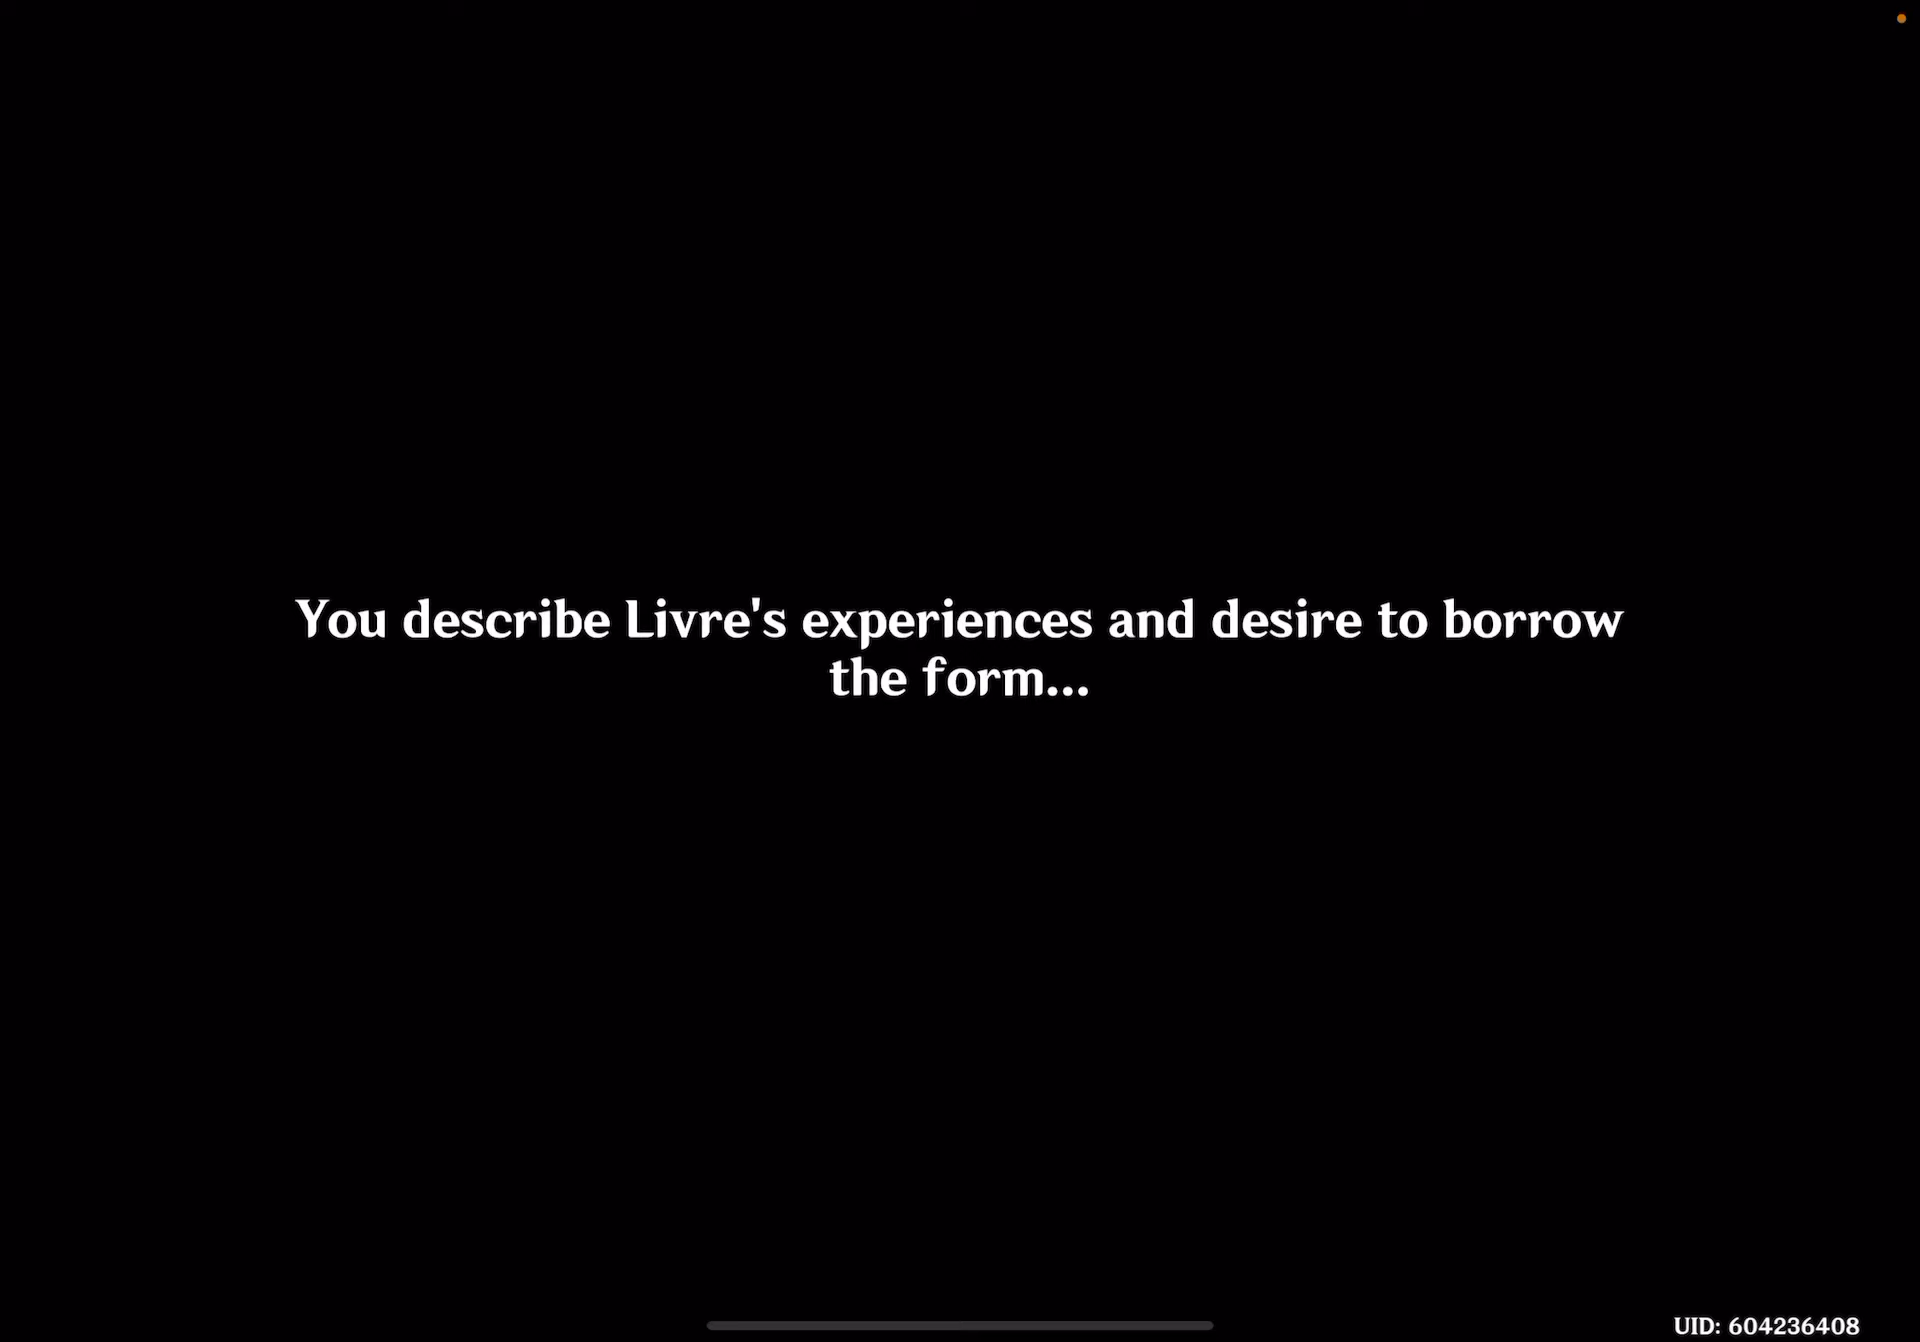 You describe Livre's experiences and desire to borrow
the form...
UID: 604236408